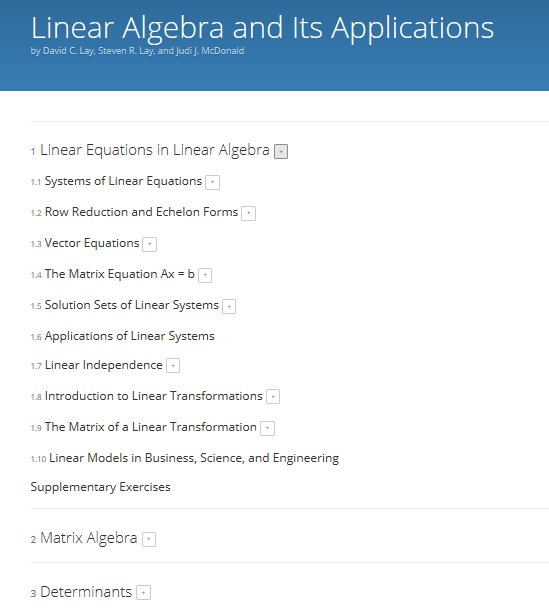 Linear Algebra and Its Applications
by David C. Lay, Steven R. Lay, and Judi J. McDonald
1 Linear Equations in Linear Algebra +
1.1 Systems of Linear Equations +
1.2 Row Reduction and Echelon Forms +
1.3 Vector Equations +
1.4 The Matrix Equation Ax = b +
1.5 Solution Sets of Linear Systems +
1.6 Applications of Linear Systems
1.7 Linear Independence +
1.8 Introduction to Linear Transformations +
1.9 The Matrix of a Linear Transformation +
1.10 Linear Models in Business, Science, and Engineering
Supplementary Exercises
2 Matrix Algebra +
3 Determinants +